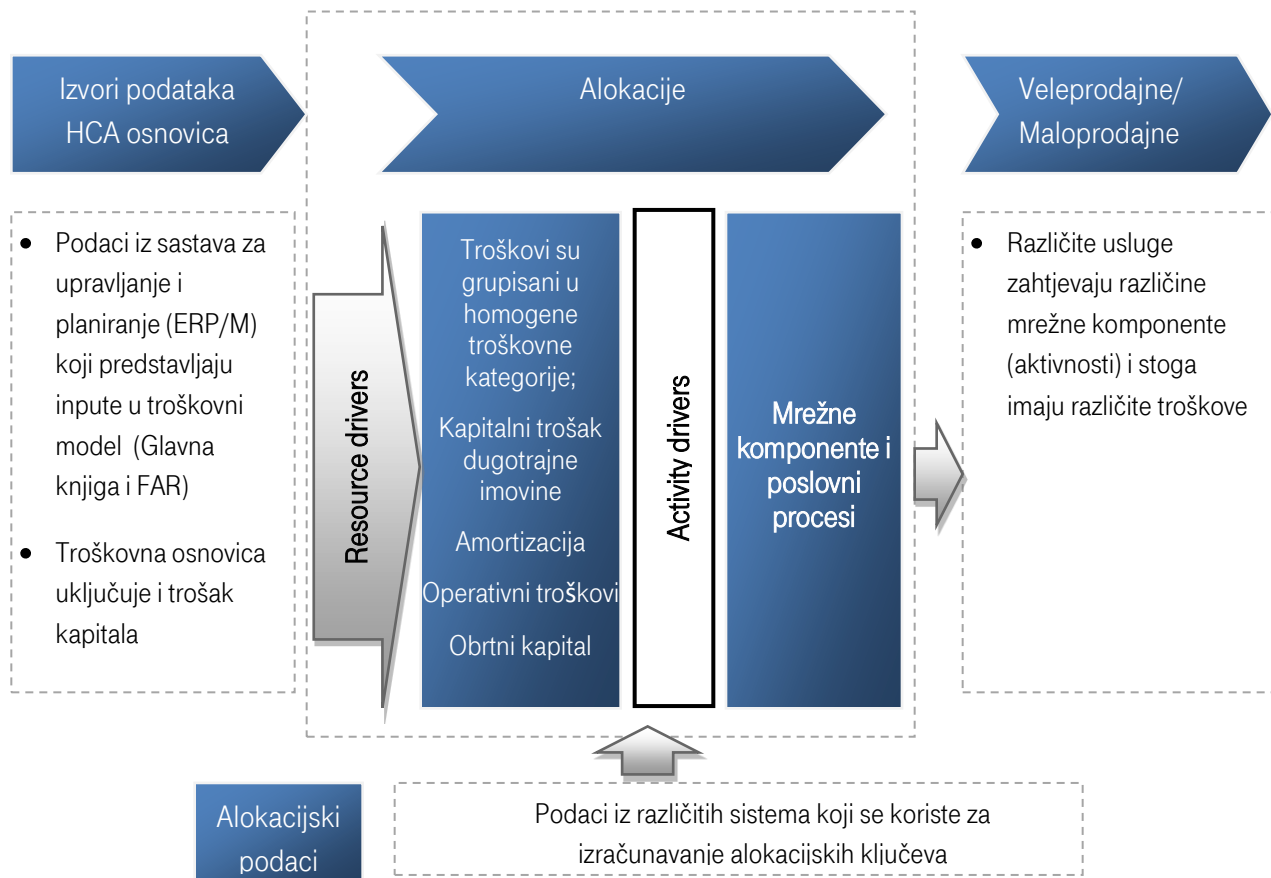 Izvori podataka
HCA osnovica
Alokacije
Veleprodajne/
Maloprodajne
• Podaci iz sastava za
upravljanje i
planiranje (ERP/M)
koji predstavljaju
inpute u troškovni
model (Glavna
knjiga i FAR)
• Troškovna osnovica
uključuje i trošak
kapitala
Resource drivers
Troškovi su
grupisani u
homogene
troškovne
kategorije;
Kapitalni trošak
dugotrajne
imovine
Amortizacija
Operativni troškovi
Obrtni kapital
Activity drivers
Mrežne
komponente i
poslovni
procesi
• Različite usluge
zahtjevaju različine
mrežne komponente
(aktivnosti) i stoga
imaju različite troškove
Alokacijski
podaci
Podaci iz različitih sistema koji se koriste za
izračunavanje alokacijskih ključeva